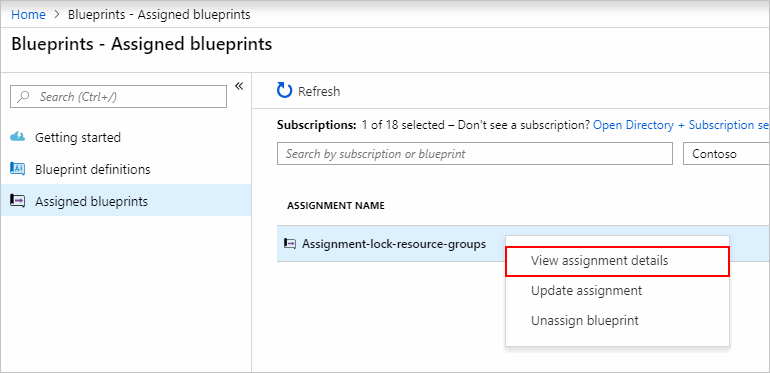 Home > Blueprints - Assigned blueprints
Blueprints - Assigned blueprints
Search (Ctrl+/)
«
Getting started
Blueprint definitions
Assigned blueprints
Refresh
Subscriptions: 1 of 18 selected – Don't see a subscription? Open Directory + Subscription se
Search by subscription or blueprint
Contoso
ASSIGNMENT NAME
Assignment-lock-resource-groups
View assignment details
Update assignment
Unassign blueprint